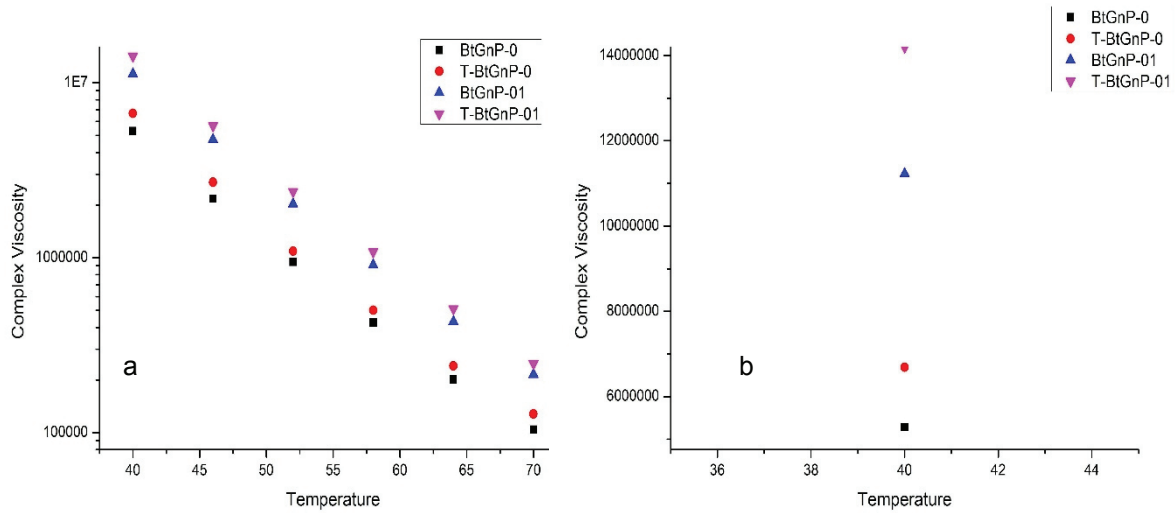 BtGnP-0
T-BtGnP-0
BtGnP-01
T-BtGnP-01
1E7
1000000
100000
Complex Viscosity
a
40 45 50 55 60 65 70
Temperature
BtGnP-0
T-BtGnP-0
BtGnP-01
T-BtGnP-01
14000000
12000000
10000000
8000000
6000000
Complex Viscosity
b
36 38 40 42 44
Temperature